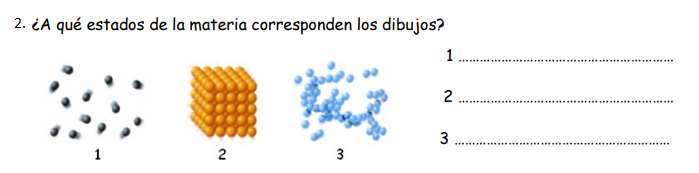 2. ¿A qué estados de la materia corresponden los dibujos?
1 ................................................................
2 ................................................................
3 ................................................................
1 2 3